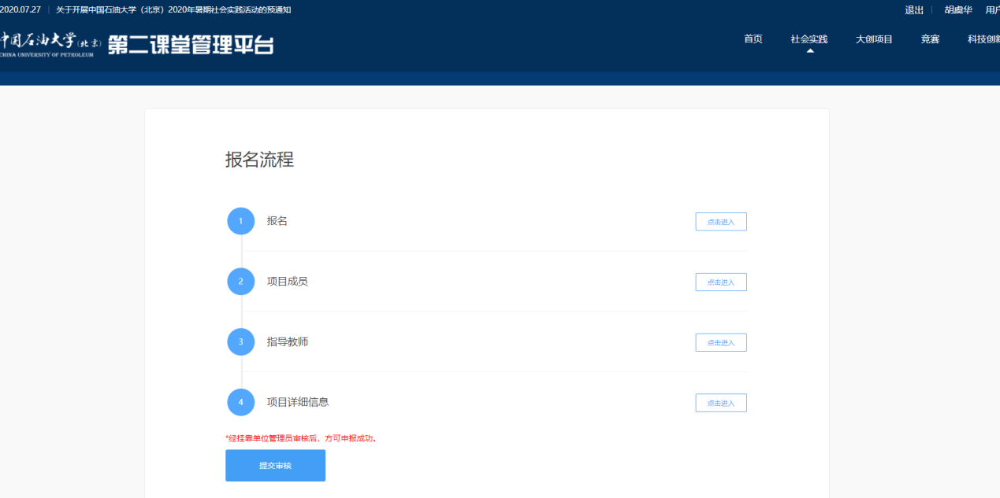 2020.07.27 关于开展中国石油大学（北京）2020年暑期社会实践活动的预通知 退出 胡虞华 用户
中国石油大学(北京) 第二课堂管理平台
CHINA UNIVERSITY OF PETROLEUM
首页 社会实践 大创项目 竞赛 科技创新
报名流程
1 报名 点击进入
2 项目成员 点击进入
3 指导教师 点击进入
4 项目详细信息 点击进入
*经挂靠单位管理员审核后，方可申报成功。
提交审核